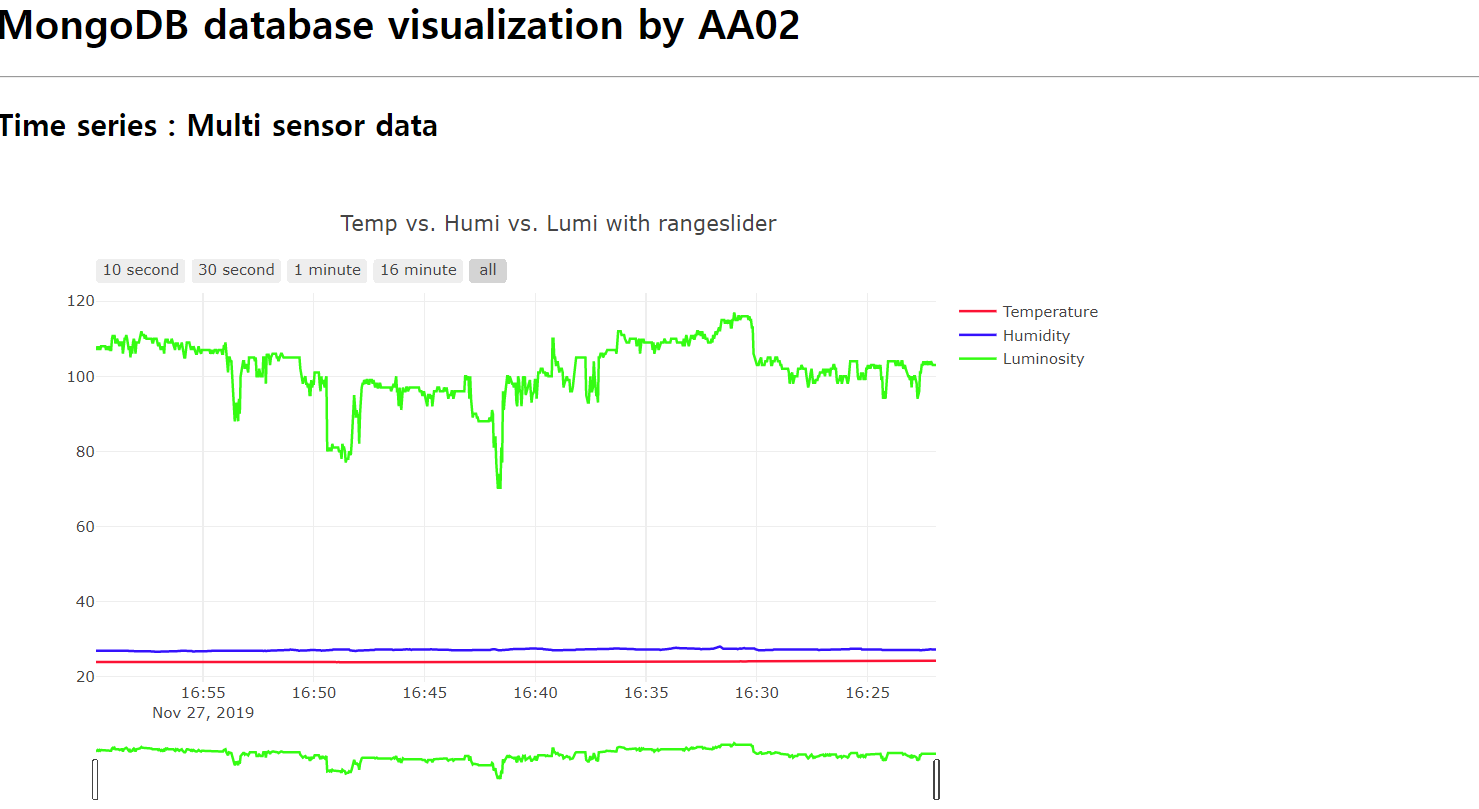 MongoDB database visualization by AA02
Time series : Multi sensor data
Temp vs. Humi vs. Lumi with rangeslider
10 second 30 second 1 minute 16 minute all
120
100
80
60
40
20
Temperature
Humidity
Luminosity
16:55 16:50 16:45 16:40 16:35 16:30 16:25
Nov 27, 2019